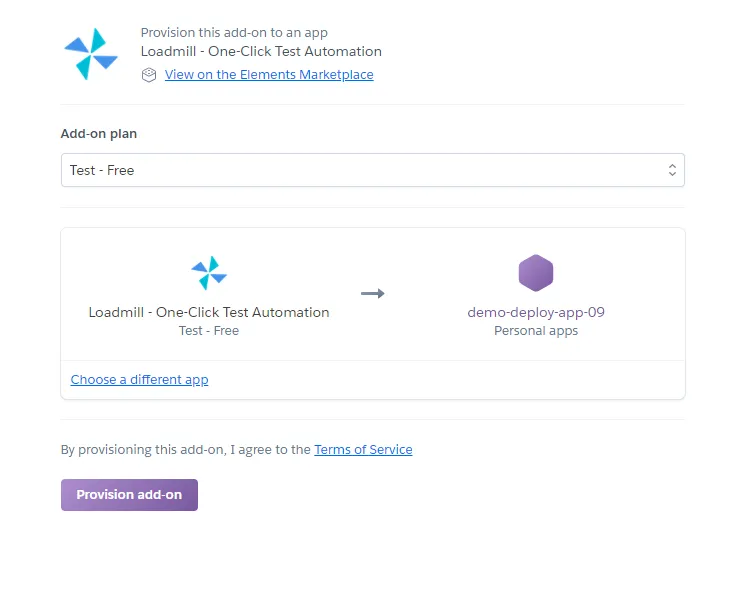 Provision this add-on to an app
Loadmill - One-Click Test Automation
View on the Elements Marketplace
Add-on plan
Test - Free
Loadmill - One-Click Test Automation
Test - Free
demo-deploy-app-09
Personal apps
Choose a different app
By provisioning this add-on, I agree to the Terms of Service
Provision add-on